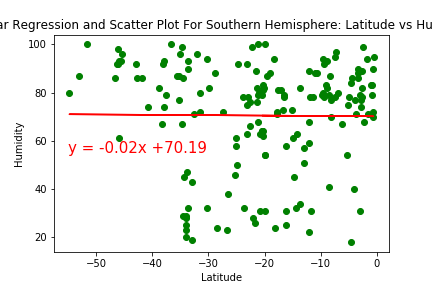 ar Regression and Scatter Plot For Southern Hemisphere: Latitude vs Hu
100
80
60
40
20
Humidity
y = -0.02x +70.19
−50
−40
−30
−20
−10
0
Latitude